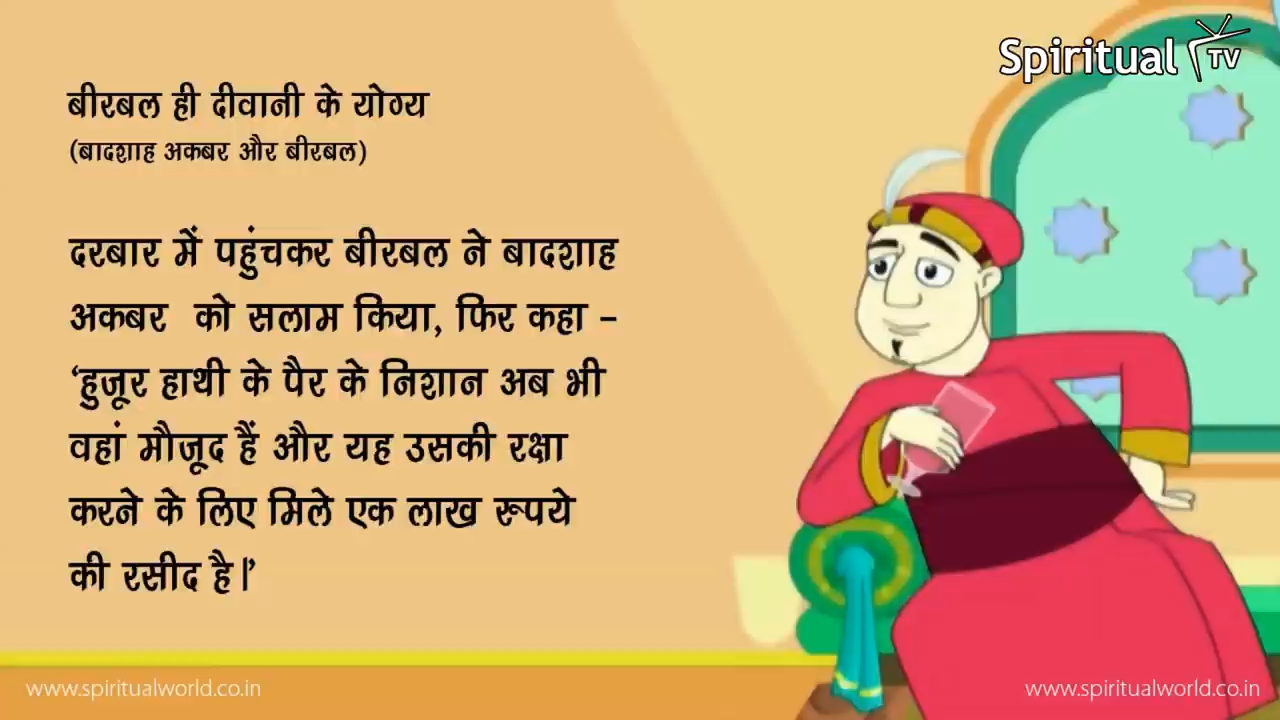 Spiritual TV
बीरबल ही दीवानी के योग्य
(बादशाह अकबर और बीरबल)
दरबार में पहुंचकर बीरबल ने बादशाह
अकबर को सलाम किया, फिर कहा –
‘हुजूर हाथी के पैर के निशान अब भी
वहां मौजूद हैं और यह उसकी रक्षा
करने के लिए मिले एक लाख रूपये
की रसीद है।’
www.spiritualworld.co.in
www.spiritualworld.co.in